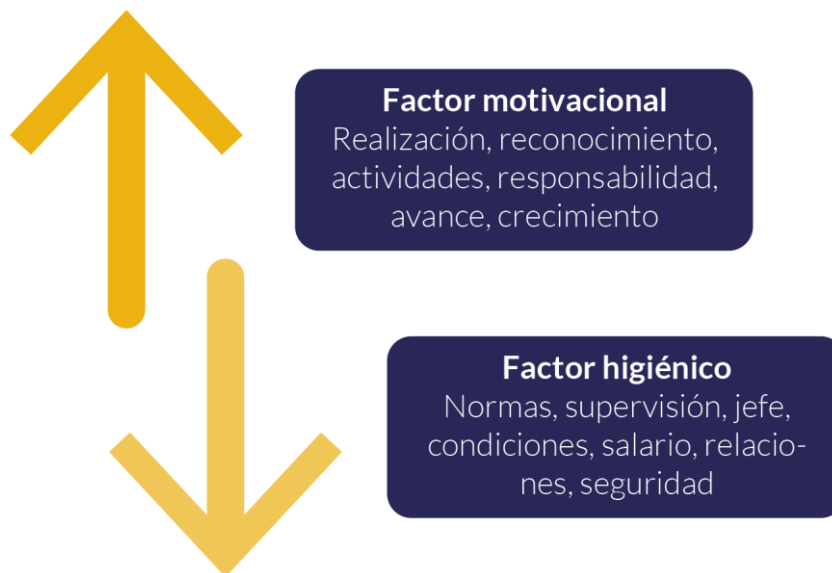 Factor motivacional
Realización, reconocimiento,
actividades, responsabilidad,
avance, crecimiento
Factor higiénico
Normas, supervisión, jefe,
condiciones, salario, relacio-
nes, seguridad